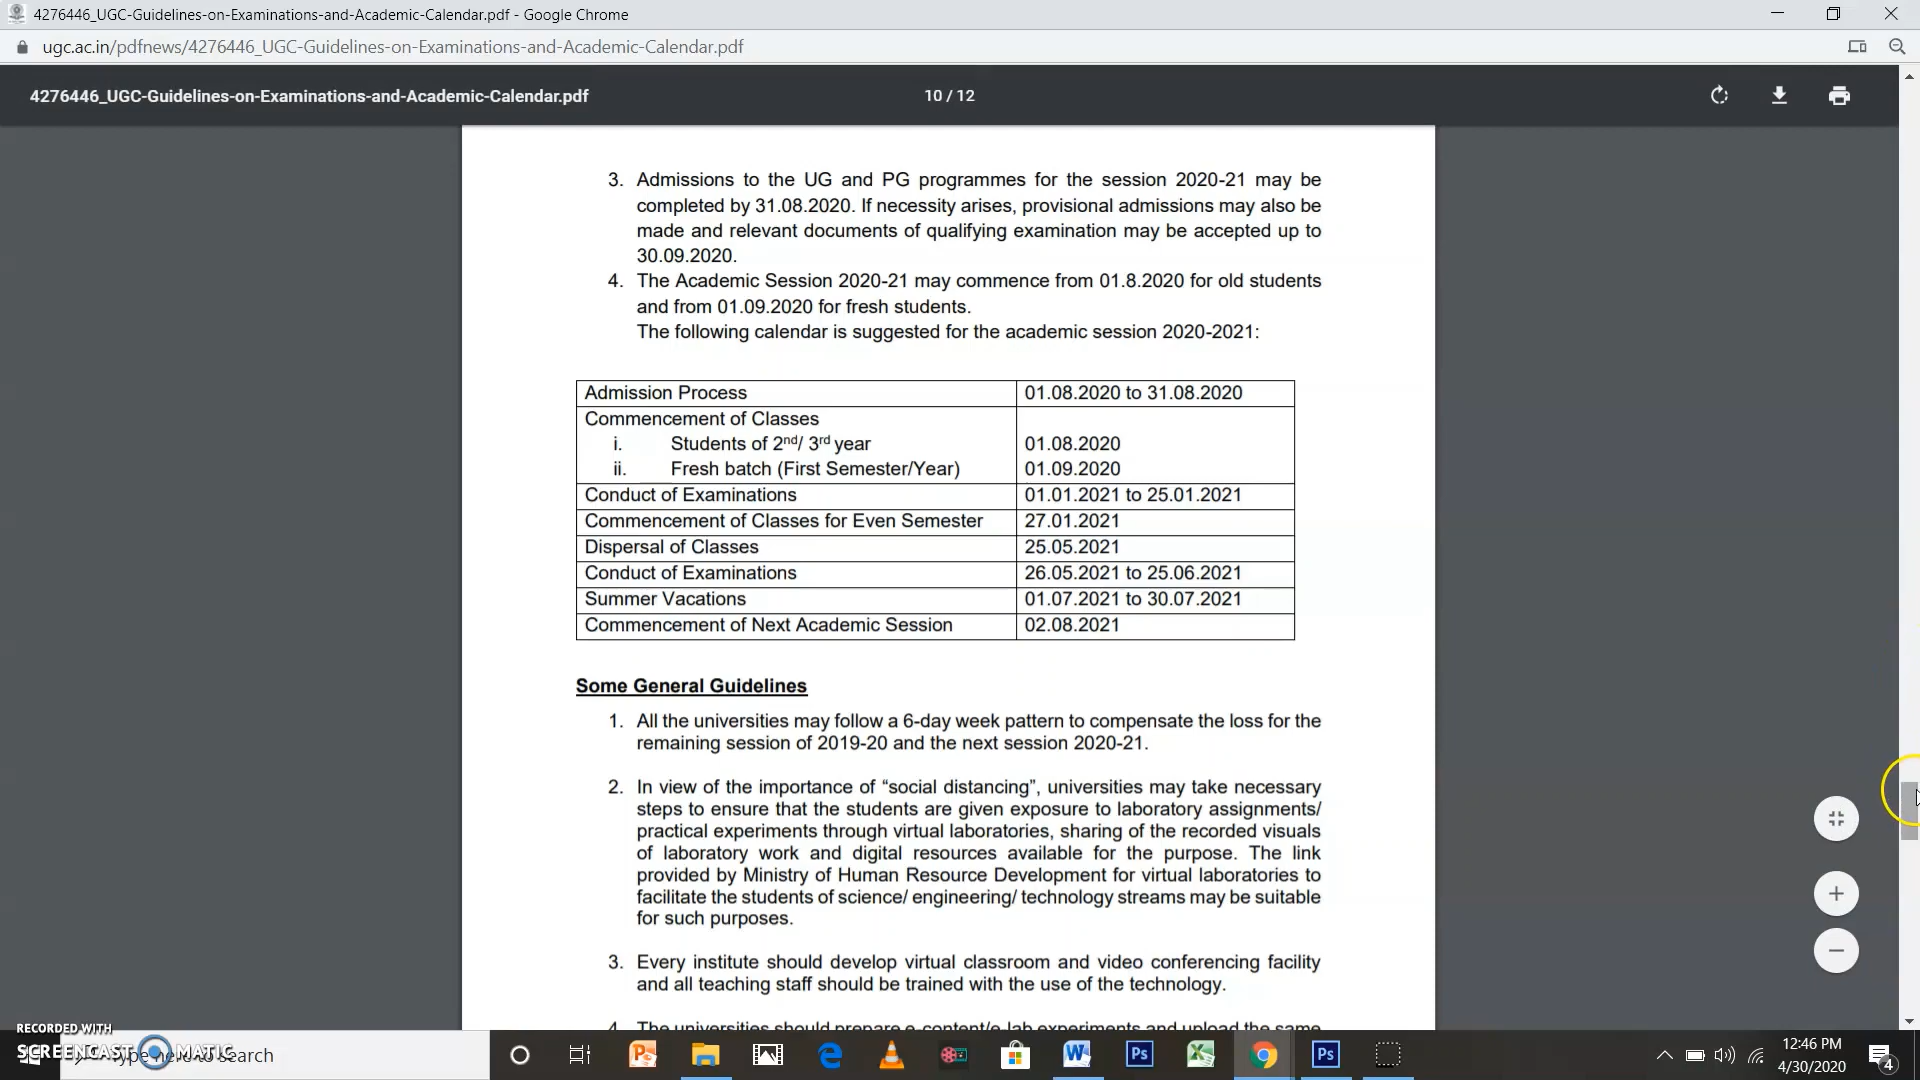 4276446_UGC-Guidelines-on-Examinations-and-Academic-Calendar.pdf - Google Chrome
ugc.ac.in/pdfnews/4276446_UGC-Guidelines-on-Examinations-and-Academic-Calendar.pdf
4276446_UGC-Guidelines-on-Examinations-and-Academic-Calendar.pdf 10 / 12
3. Admissions to the UG and PG programmes for the session 2020-21 may be
completed by 31.08.2020. If necessity arises, provisional admissions may also be
made and relevant documents of qualifying examination may be accepted up to
30.09.2020.
4. The Academic Session 2020-21 may commence from 01.8.2020 for old students
and from 01.09.2020 for fresh students.
The following calendar is suggested for the academic session 2020-2021:
Admission Process 01.08.2020 to 31.08.2020
Commencement of Classes
i. Students of 2nd/ 3rd year 01.08.2020
ii. Fresh batch (First Semester/Year) 01.09.2020
Conduct of Examinations 01.01.2021 to 25.01.2021
Commencement of Classes for Even Semester 27.01.2021
Dispersal of Classes 25.05.2021
Conduct of Examinations 26.05.2021 to 25.06.2021
Summer Vacations 01.07.2021 to 30.07.2021
Commencement of Next Academic Session 02.08.2021
Some General Guidelines
1. All the universities may follow a 6-day week pattern to compensate the loss for the
remaining session of 2019-20 and the next session 2020-21.
2. In view of the importance of “social distancing”, universities may take necessary
steps to ensure that the students are given exposure to laboratory assignments/
practical experiments through virtual laboratories, sharing of the recorded visuals
of laboratory work and digital resources available for the purpose. The link
provided by Ministry of Human Resource Development for virtual laboratories to
facilitate the students of science/ engineering/ technology streams may be suitable
for such purposes.
3. Every institute should develop virtual classroom and video conferencing facility
and all teaching staff should be trained with the use of the technology.
4. The universities should prepare e-content/e-lab experiments and upload the same
RECORDED WITH
SCREENCAST MATIC
Type here to search
12:46 PM
4/30/2020
4